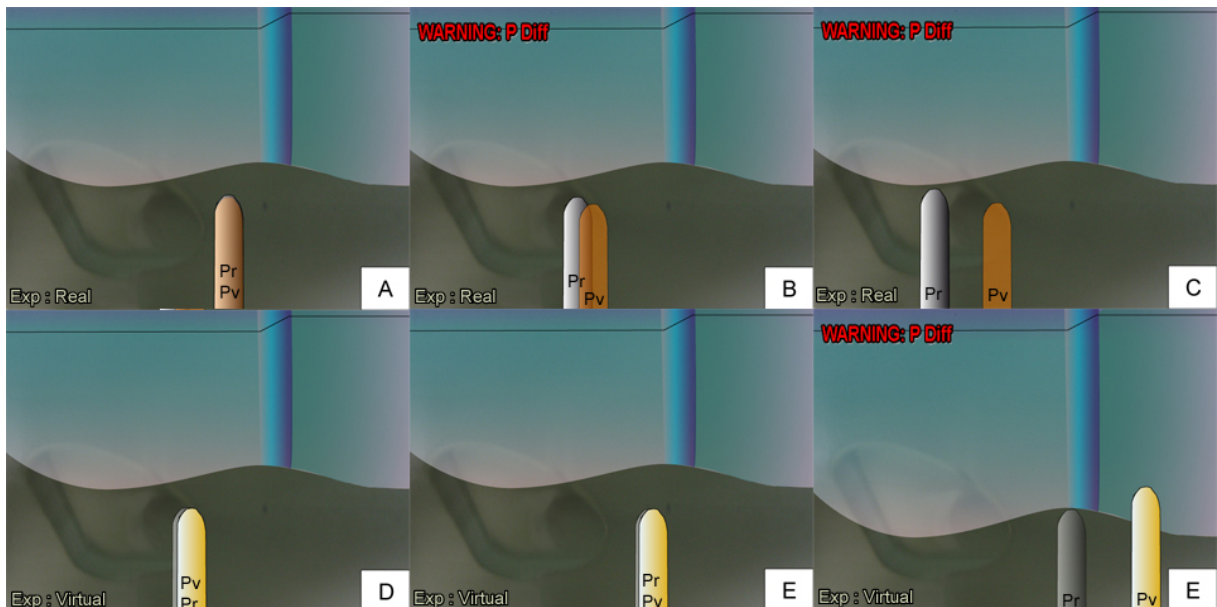 WARNING: P Diff
WARNING: P Diff
Pr
Pv
Exp : Real
A
Pr
Pv
Exp : Real
B
Pr
Pv
Exp : Real
C
WARNING: P Diff
Pv
Pr
Exp : Virtual
D
Pr
Pv
Exp : Virtual
E
Pr
Pv
Exp : Virtual
E